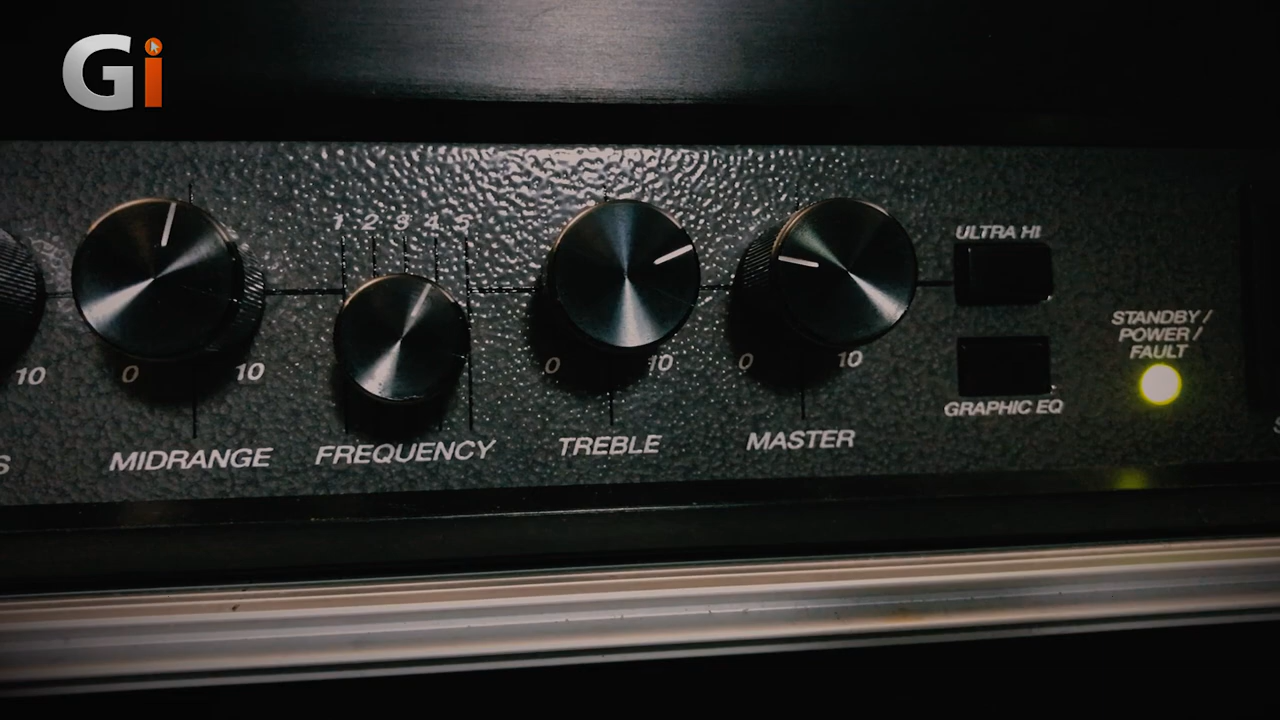 Gi
1 2 3 4 5
ULTRA HI
STANDBY /
POWER /
FAULT
10
0 10
0 10
0 10
GRAPHIC EQ
MIDRANGE
FREQUENCY
TREBLE
MASTER